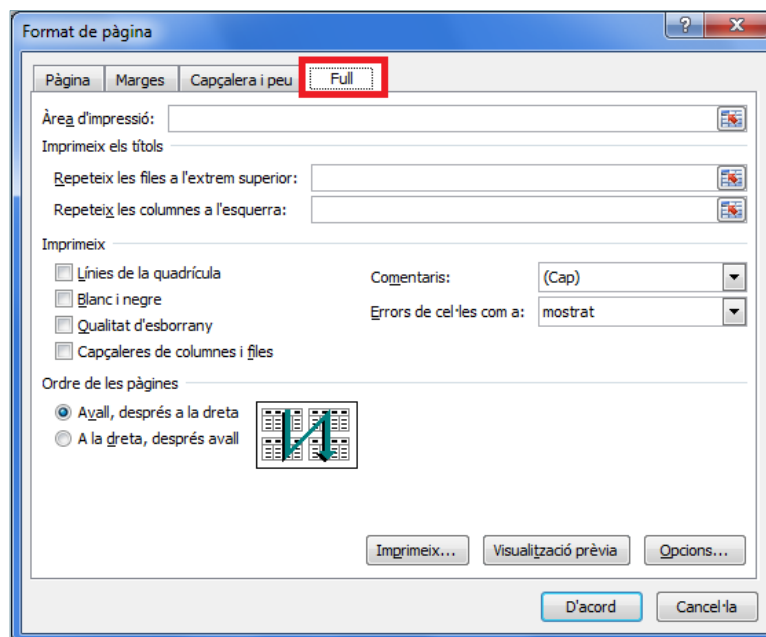 Format de pàgina
Pàgina Marges Capçalera i peu Full
Àrea d'impressió:
Imprimeix els títols
Repeteix les files a l'extrem superior:
Repeteix les columnes a l'esquerra:
Imprimeix
Línies de la quadrícula
Comentaris: (Cap)
Blanc i negre
Errors de cel·les com a: mostrat
Qualitat d'esborrany
Capçaleres de columnes i files
Ordre de les pàgines
Avall, després a la dreta
A la dreta, després avall
Imprimeix... Visualització prèvia Opcions...
D'acord Cancel·la